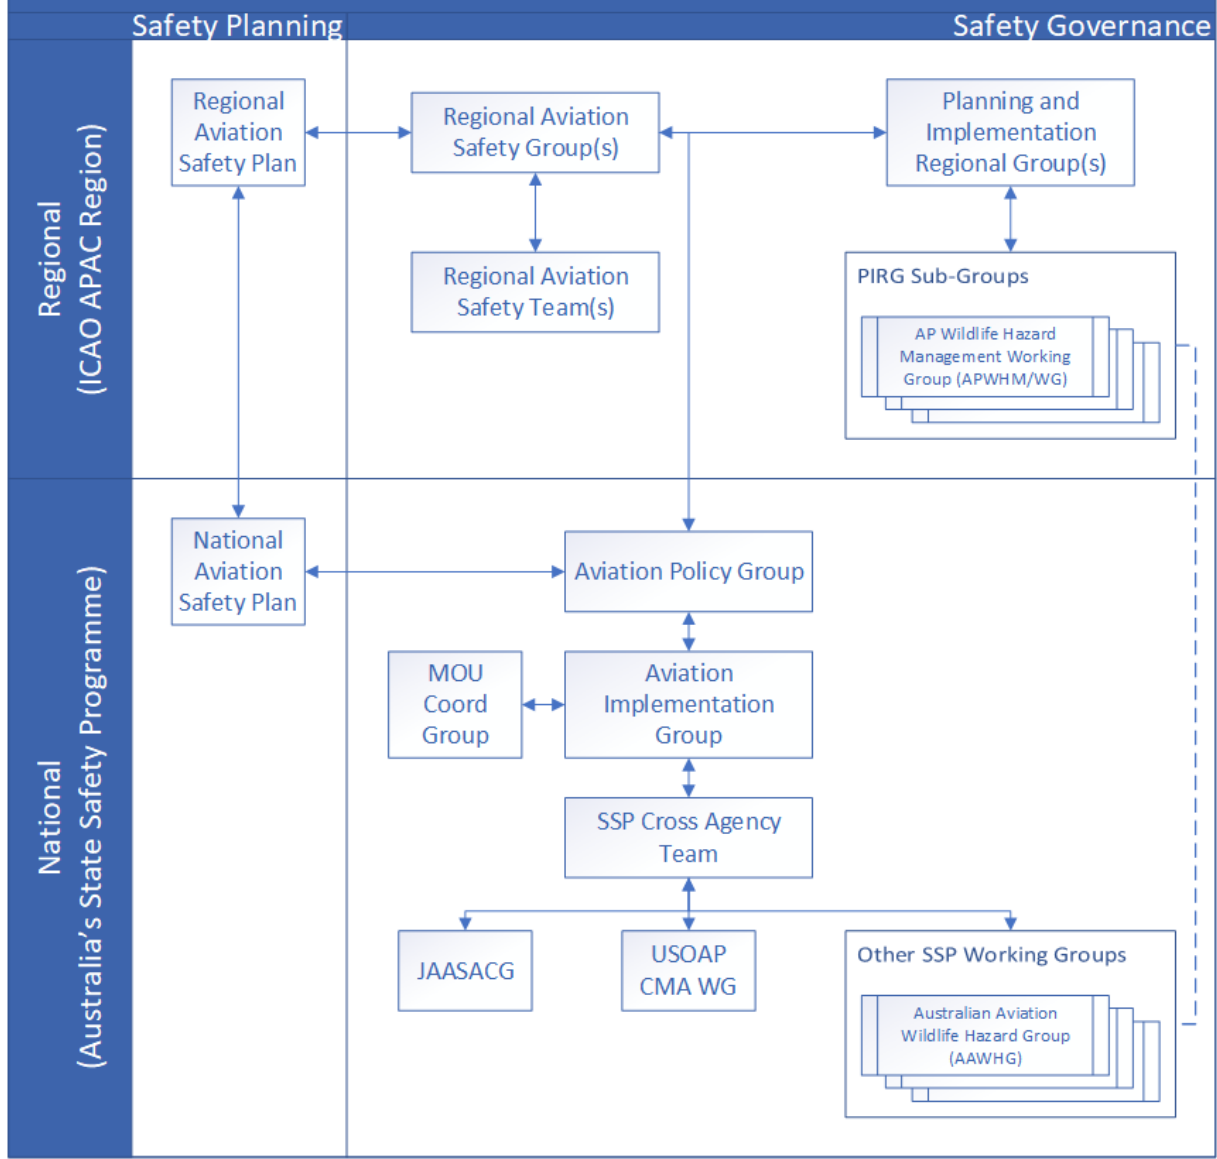 Safety Planning
Safety Governance
Regional
(ICAO APAC Region)
Regional
Aviation
Safety Plan
Regional Aviation
Safety Group(s)
Planning and
Implementation
Regional Group(s)
Regional Aviation
Safety Team(s)
PIRG Sub-Groups
AP Wildlife Hazard
Management Working
Group (APWHM/WG)
National
(Australia's State Safety Programme)
National
Aviation
Safety Plan
Aviation Policy Group
MOU
Coord
Group
Aviation
Implementation
Group
SSP Cross Agency
Team
JAASACG
USOAP
CMA WG
Other SSP Working Groups
Australian Aviation
Wildlife Hazard Group
(AAWHG)